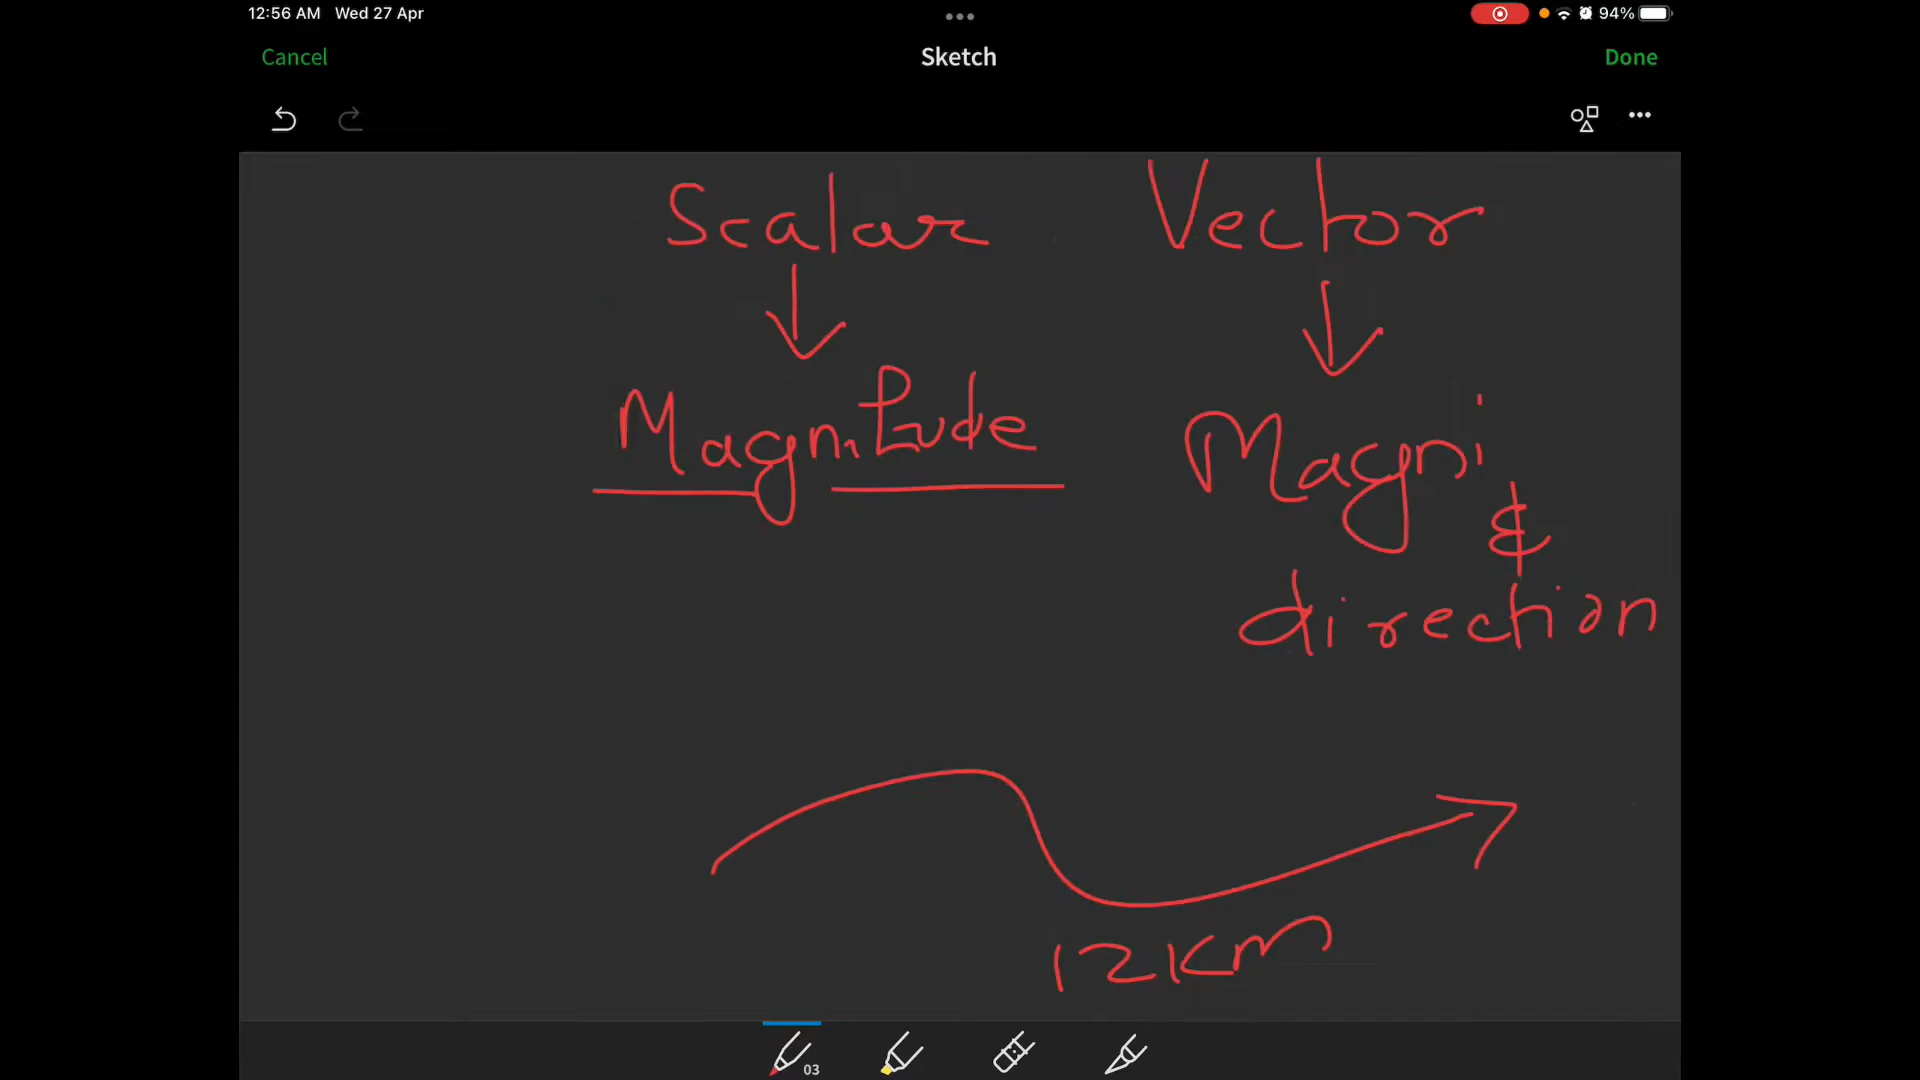 12:56 AM Wed 27 Apr
94%
Cancel
Sketch
Done
Scalar Vector
Magnitude Magni
&
direction
12km
03